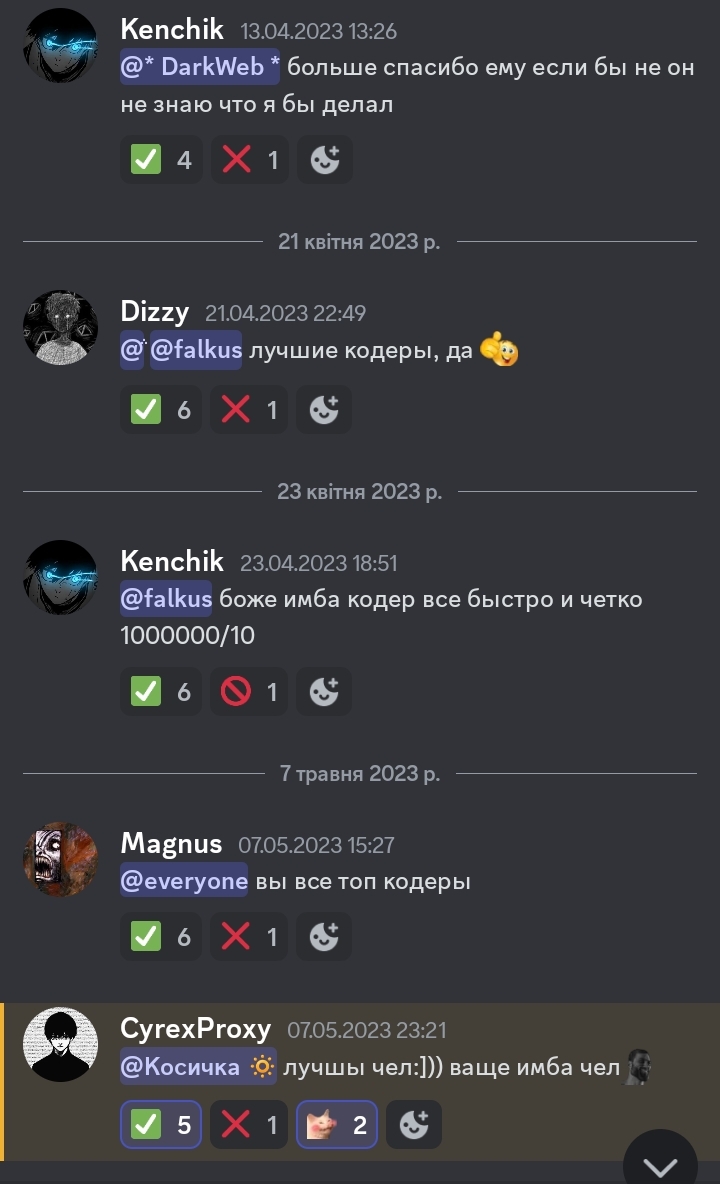 Kenchik 13.04.2023 13:26
@* DarkWeb * больше спасибо ему если бы не он
не знаю что я бы делал
4 1
21 квітня 2023 р.
Dizzy 21.04.2023 22:49
@ @falkus лучшие кодеры, да
6 1
23 квітня 2023 р.
Kenchik 23.04.2023 18:51
@falkus боже имба кодер все быстро и четко
1000000/10
6 1
7 травня 2023 р.
Magnus 07.05.2023 15:27
@everyone вы все топ кодеры
6 1
CyrexProxy 07.05.2023 23:21
@Косичка 🔅 лучшы чел:])) ваще имба чел
5 1 2